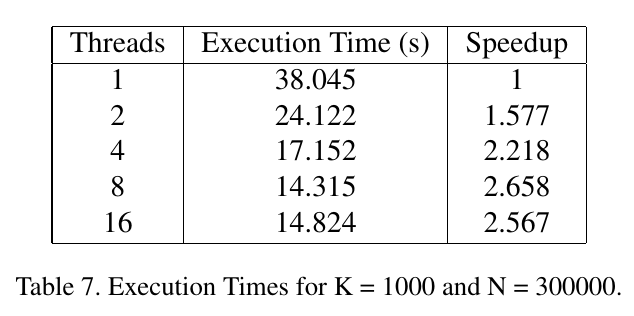 Threads Execution Time (s) Speedup
1 38.045 1
2 24.122 1.577
4 17.152 2.218
8 14.315 2.658
16 14.824 2.567
Table 7. Execution Times for K = 1000 and N = 300000.